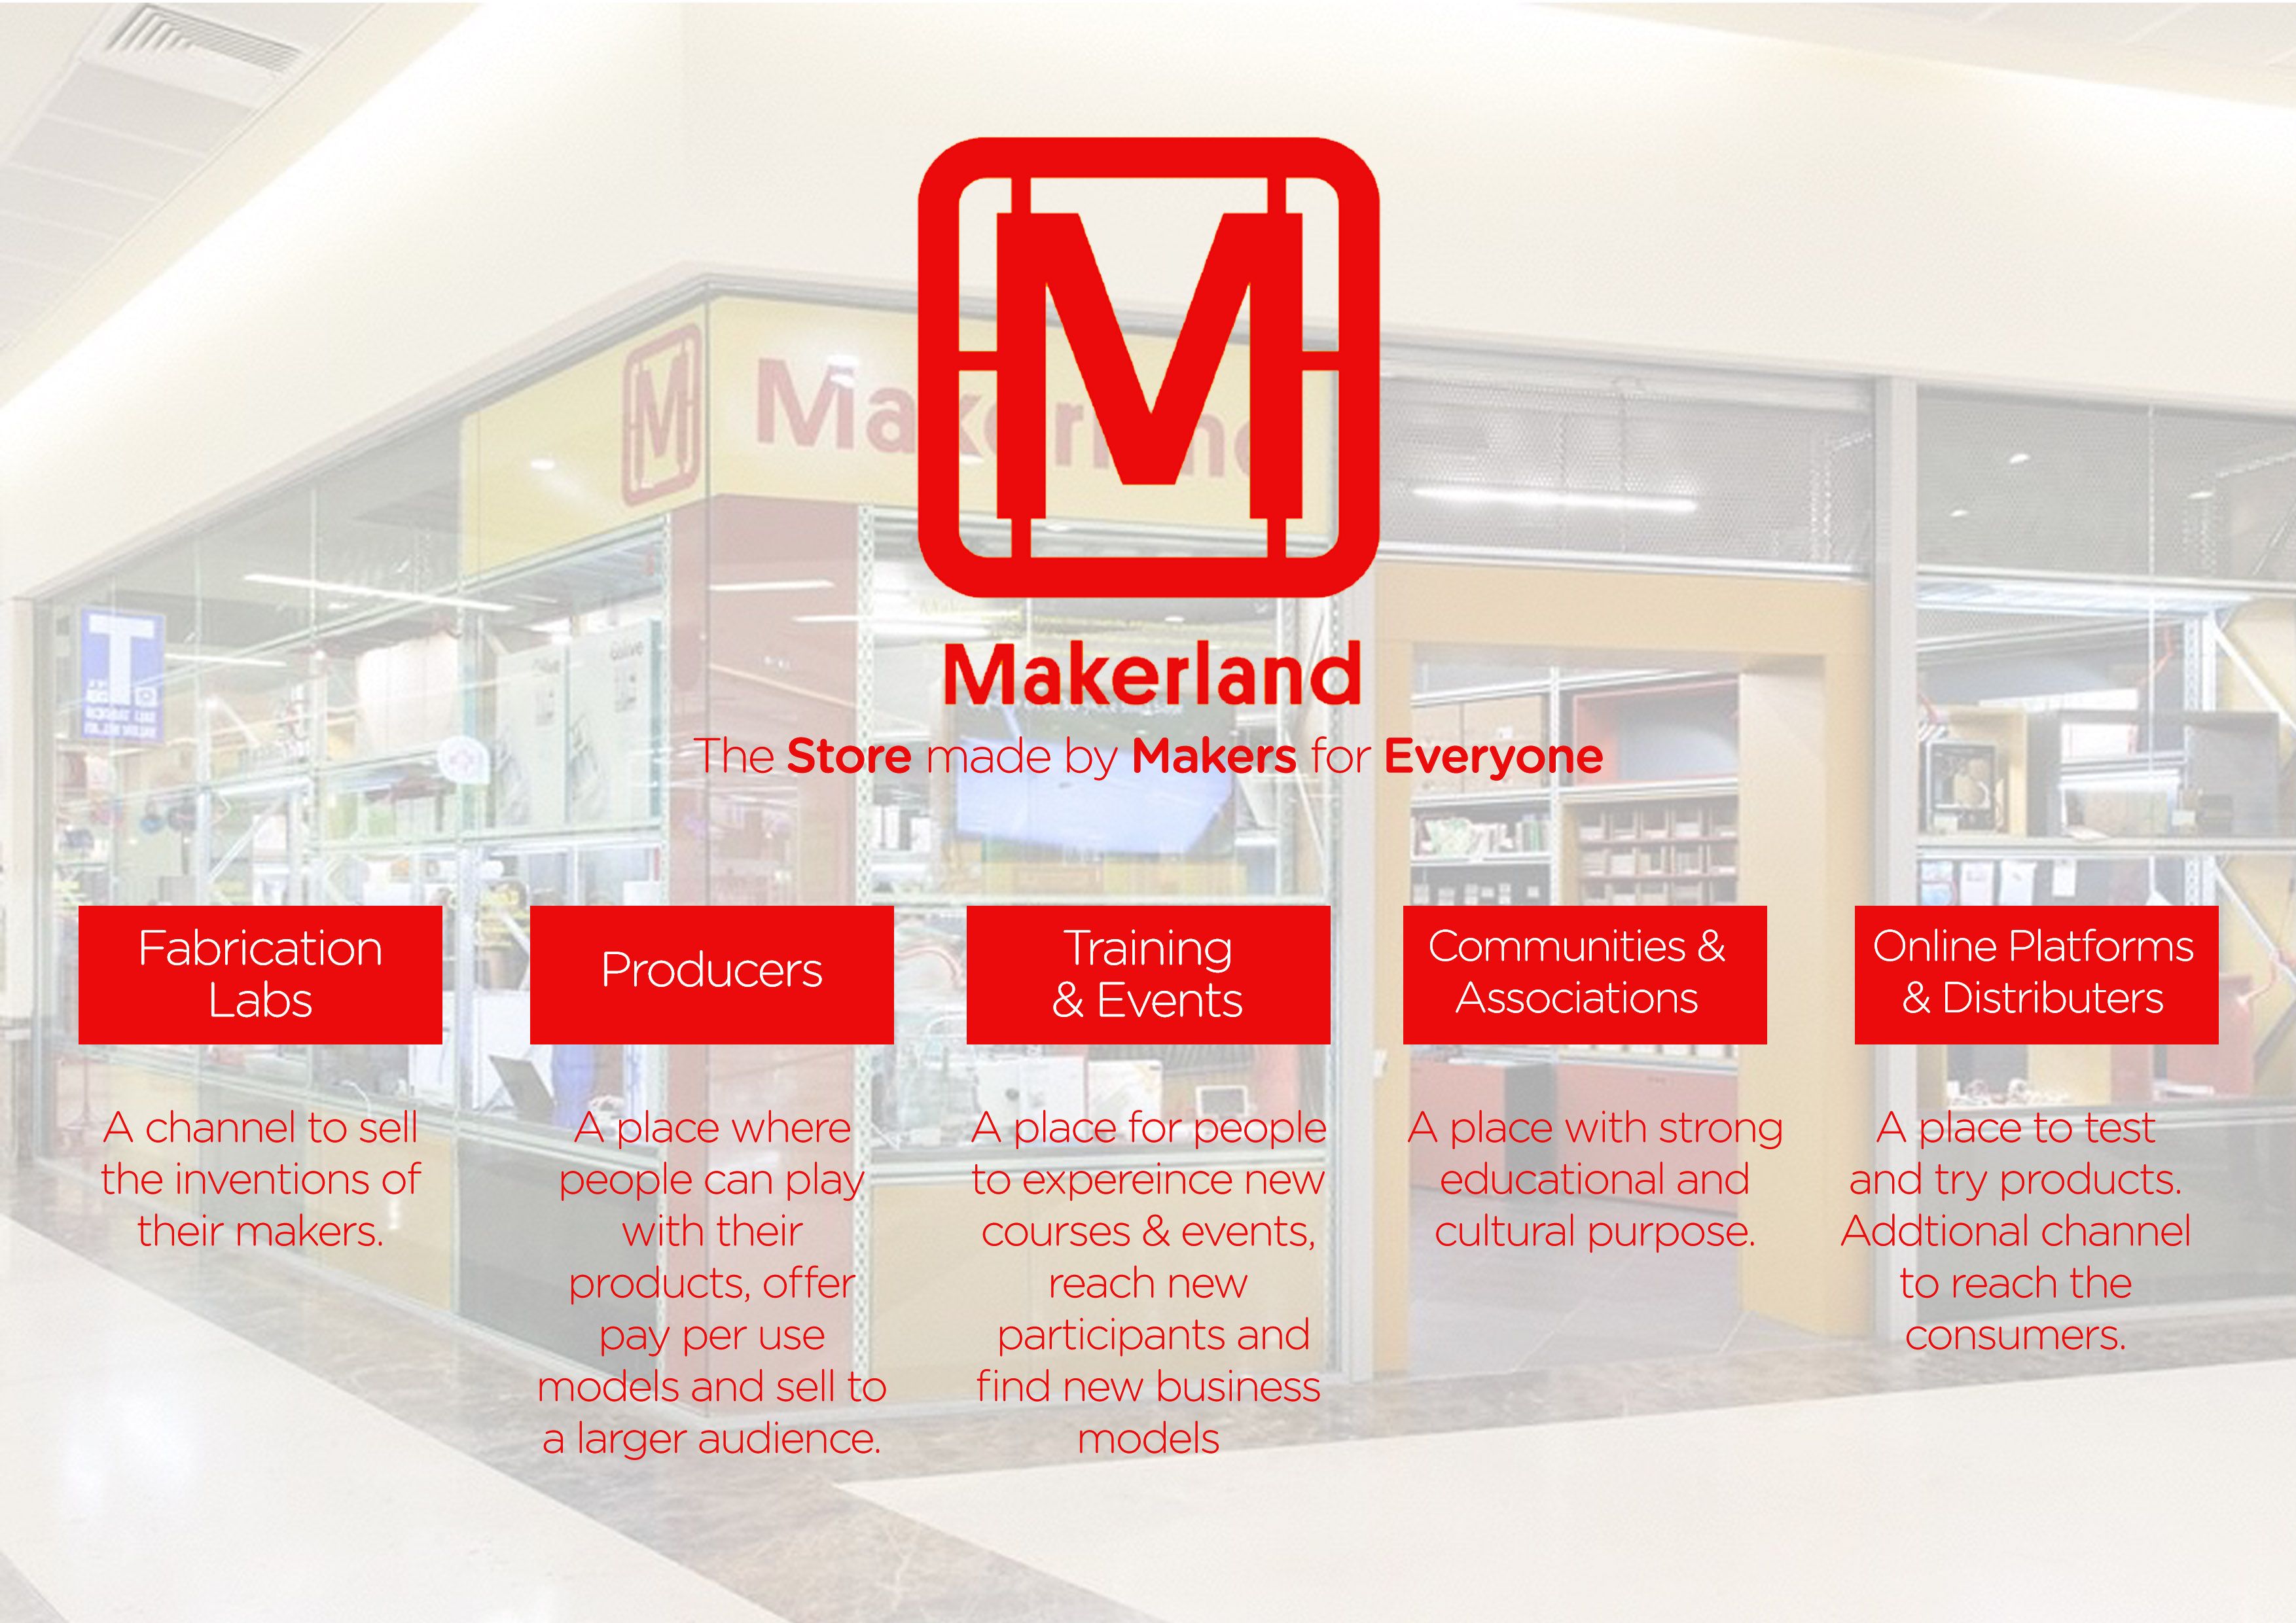 M
M
Makerland
Makerland
The Store made by Makers for Everyone
Fabrication
Labs
A channel to sell
the inventions of
their makers.
Producers
A place where
people can play
with their
products, offer
pay per use
models and sell to
a larger audience.
Training
& Events
A place for people
to expereince new
courses & events,
reach new
participants and
find new business
models
Communities &
Associations
A place with strong
educational and
cultural purpose.
Online Platforms
& Distributers
A place to test
and try products.
Addtional channel
to reach the
consumers.